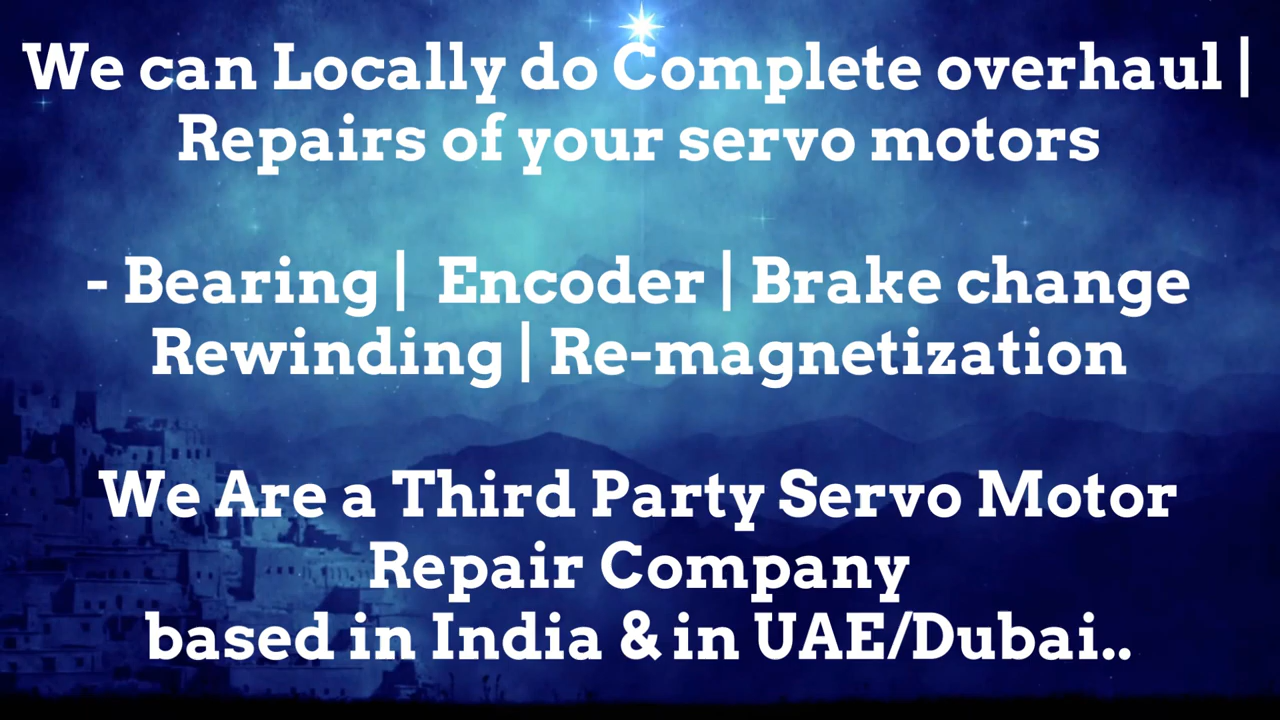 We can Locally do Complete overhaul |
Repairs of your servo motors
- Bearing | Encoder | Brake change
Rewinding | Re-magnetization
We Are a Third Party Servo Motor
Repair Company
based in India & in UAE/Dubai..